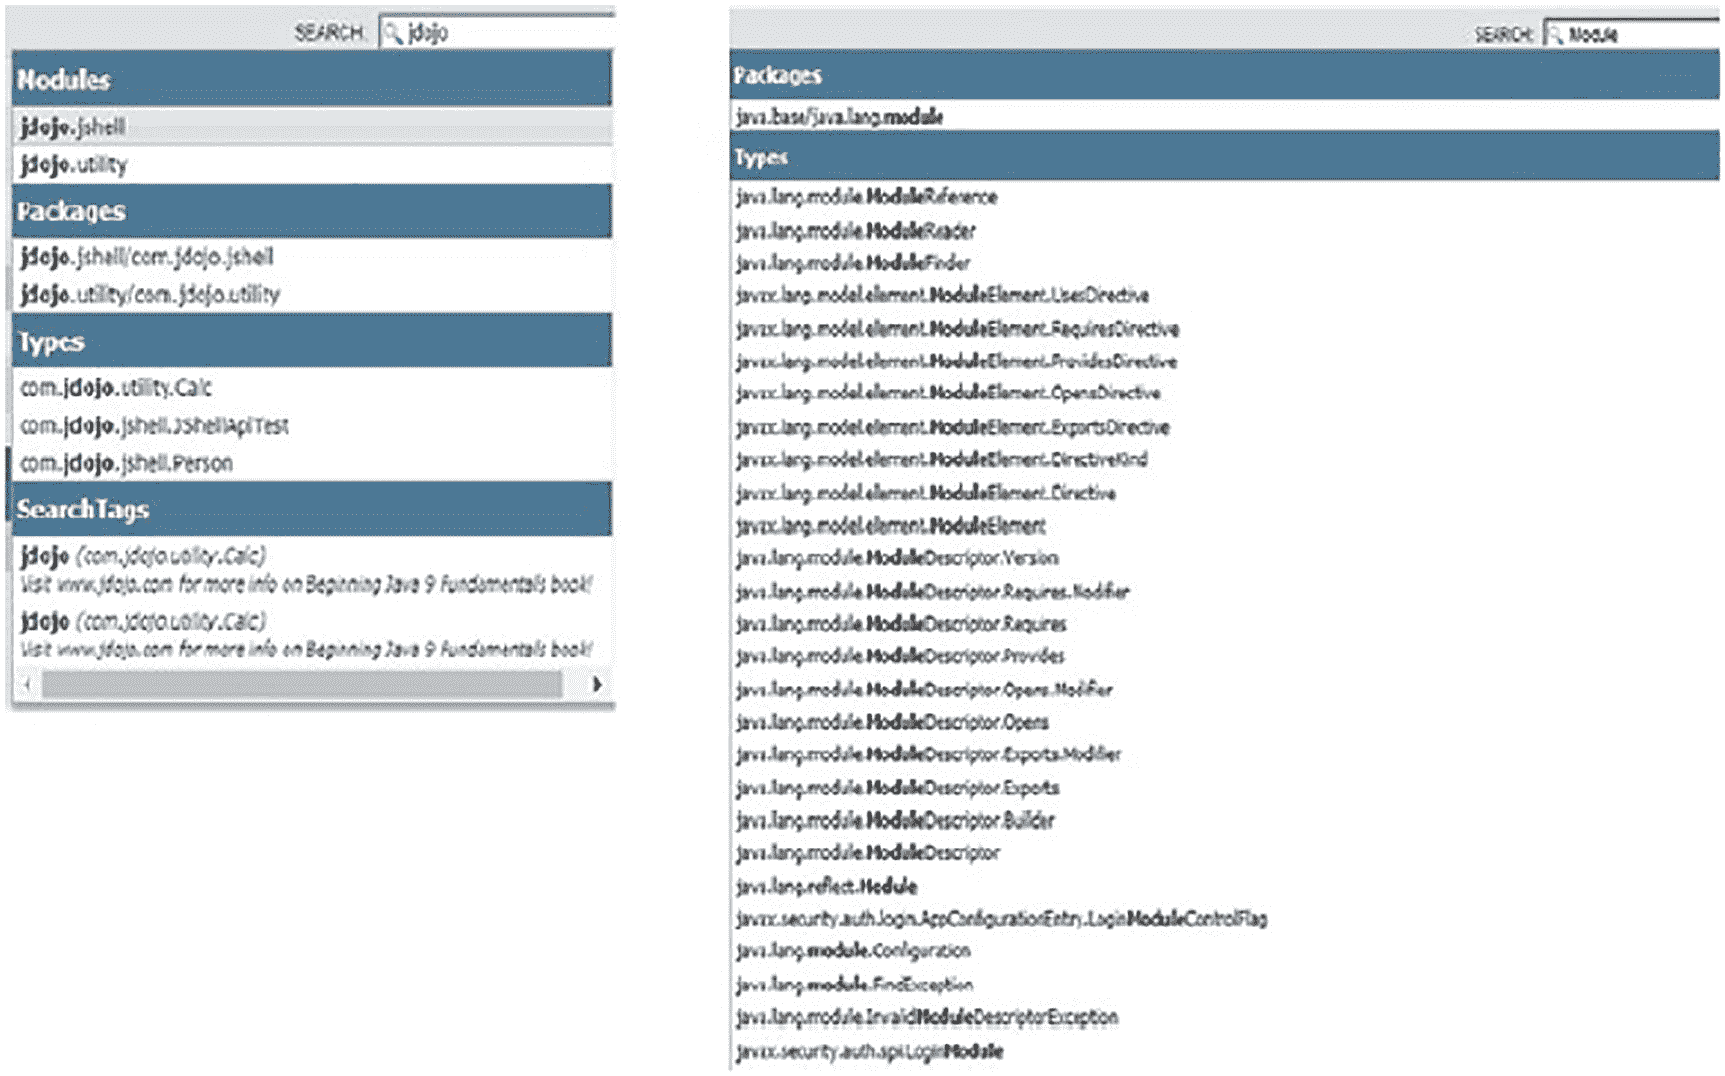 SEARCH: jdojo
Modules
jdojo.jshell
jdojo.utility
Packages
jdojo.jshell/com.jdojo.jshell
jdojo.utility/com.jdojo.utility
Types
com.jdojo.utility.Calc
com.jdojo.jshell.JShellApiTest
com.jdojo.jshell.Person
SearchTags
jdojo (com.jdojo.utility.Calc)
Visit www.jdojo.com for more info on Beginning Java 9 Fundamentals book!
jdojo (com.jdojo.utility.Calc)
Visit www.jdojo.com for more info on Beginning Java 9 Fundamentals book!
SEARCH: Module
Packages
java.base/java.lang.module
Types
java.lang.module.ModuleReference
java.lang.module.ModuleReader
java.lang.module.ModuleFinder
javax.lang.model.element.ModuleElement.UsesDirective
javax.lang.model.element.ModuleElement.RequiresDirective
javax.lang.model.element.ModuleElement.ProvidesDirective
javax.lang.model.element.ModuleElement.OpensDirective
javax.lang.model.element.ModuleElement.ExportsDirective
javax.lang.model.element.ModuleElement.DirectiveKind
javax.lang.model.element.ModuleElement.Directive
javax.lang.model.element.ModuleElement
java.lang.module.ModuleDescriptor.Version
java.lang.module.ModuleDescriptor.Requires.Modifier
java.lang.module.ModuleDescriptor.Requires
java.lang.module.ModuleDescriptor.Provides
java.lang.module.ModuleDescriptor.Opens.Modifier
java.lang.module.ModuleDescriptor.Opens
java.lang.module.ModuleDescriptor.Exports.Modifier
java.lang.module.ModuleDescriptor.Exports
java.lang.module.ModuleDescriptor.Builder
java.lang.module.ModuleDescriptor
java.lang.reflect.Module
javax.security.auth.login.AppConfigurationEntry.LoginModuleControlFlag
java.lang.module.Configuration
java.lang.module.FindException
java.lang.module.InvalidModuleDescriptorException
javax.security.auth.spi.LoginModule